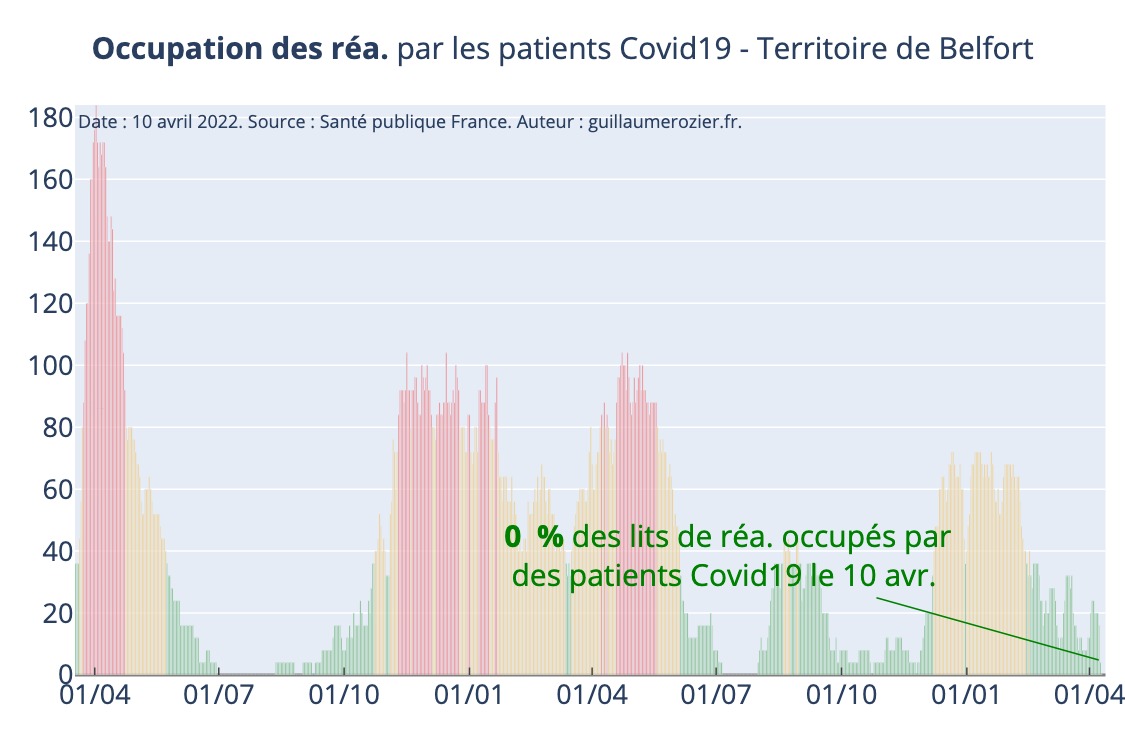 Occupation des réa. par les patients Covid19 - Territoire de Belfort
180
Date : 10 avril 2022. Source : Santé publique France. Auteur : guillaumerozier.fr.
160
140
120
100
80
60
0 % des lits de réa. occupés par
40
des patients Covid19 le 10 avr.
20
0
01/04 01/07 01/10 01/01 01/04 01/07 01/10 01/01 01/04